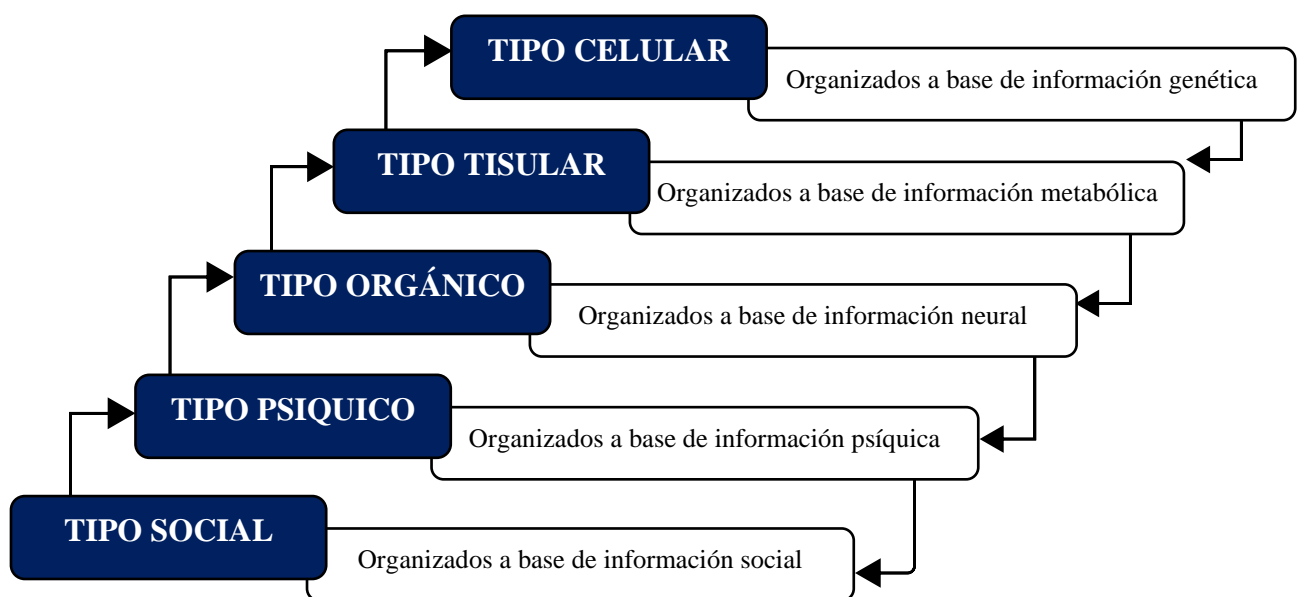 TIPO CELULAR
Organizados a base de información genética
TIPO TISULAR
Organizados a base de información metabólica
TIPO ORGÁNICO
Organizados a base de información neural
TIPO PSIQUICO
Organizados a base de información psíquica
TIPO SOCIAL
Organizados a base de información social